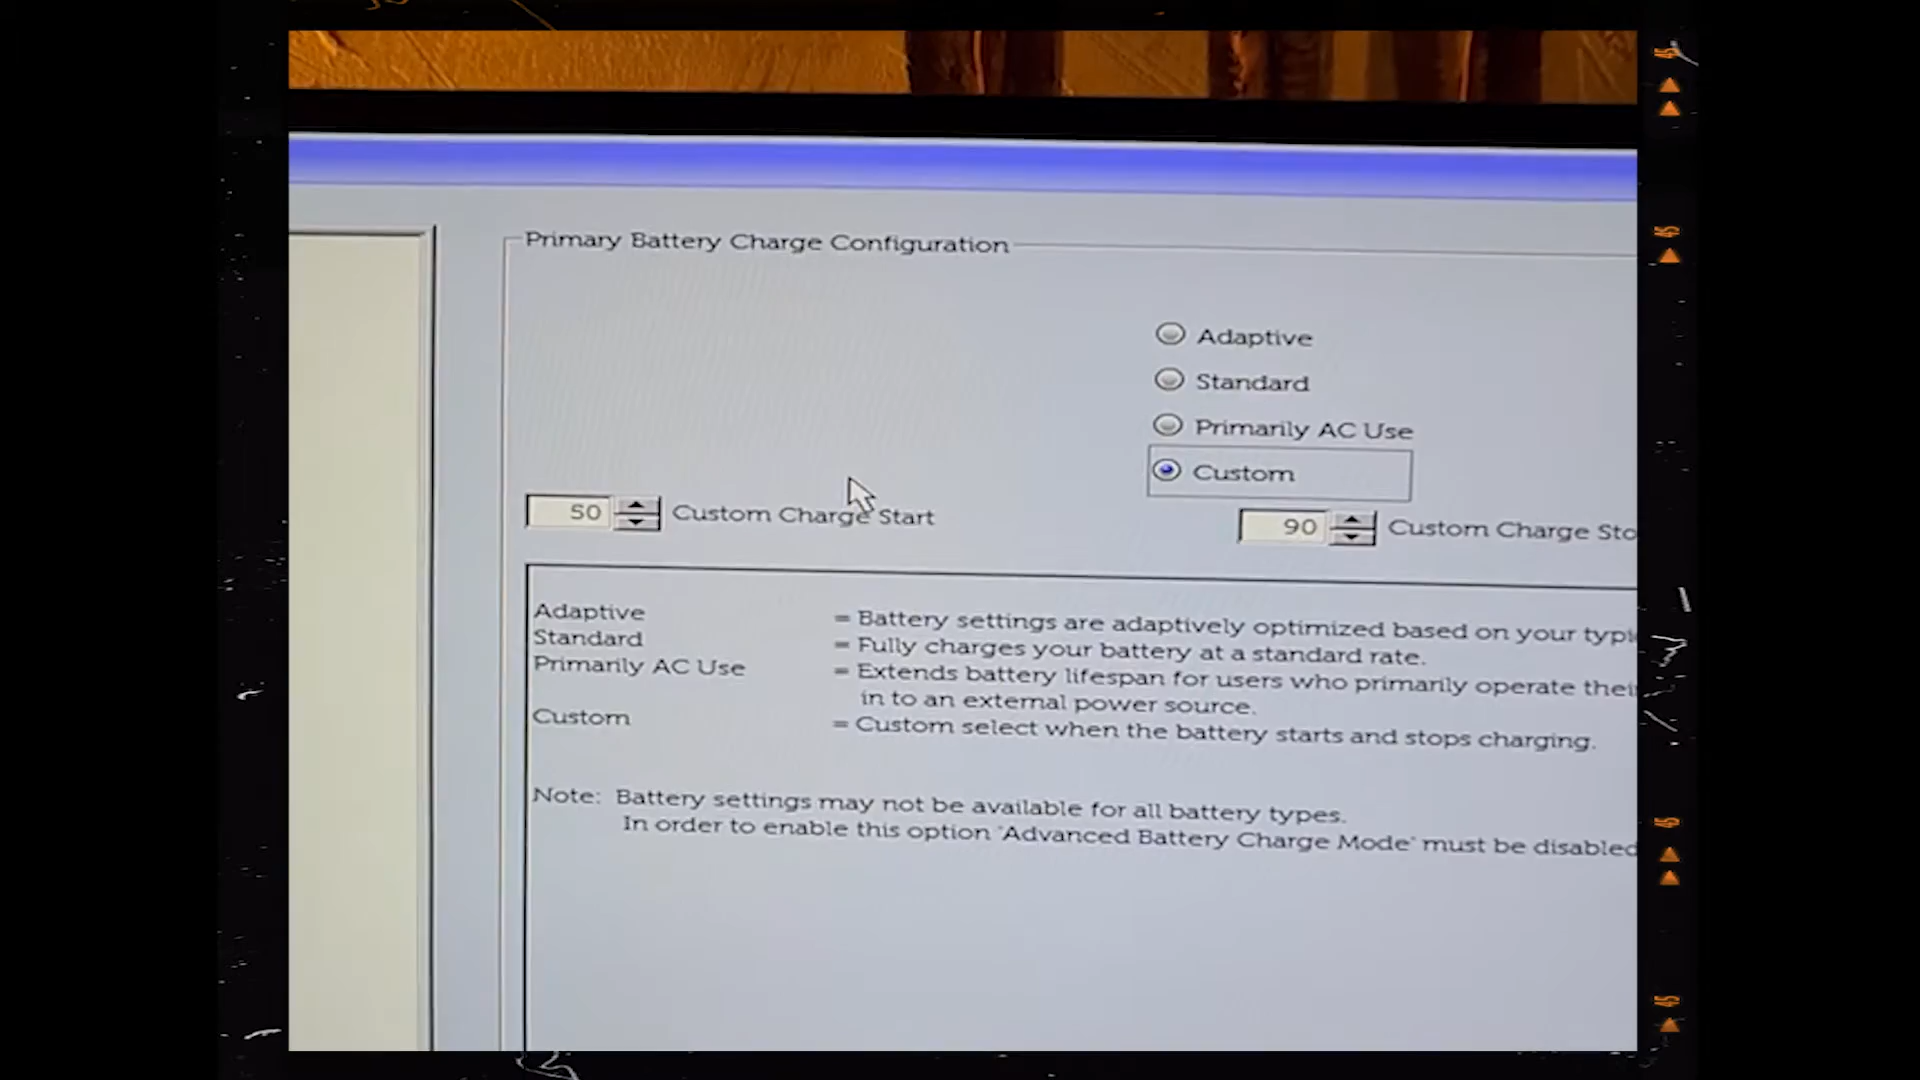 Primary Battery Charge Configuration
Adaptive
Standard
Primarily AC Use
Custom
50 Custom Charge Start
90 Custom Charge Sto
Adaptive = Battery settings are adaptively optimized based on your typi
Standard = Fully charges your battery at a standard rate.
Primarily AC Use = Extends battery lifespan for users who primarily operate thei
in to an external power source.
Custom = Custom select when the battery starts and stops charging.
Note: Battery settings may not be available for all battery types.
In order to enable this option 'Advanced Battery Charge Mode' must be disabled